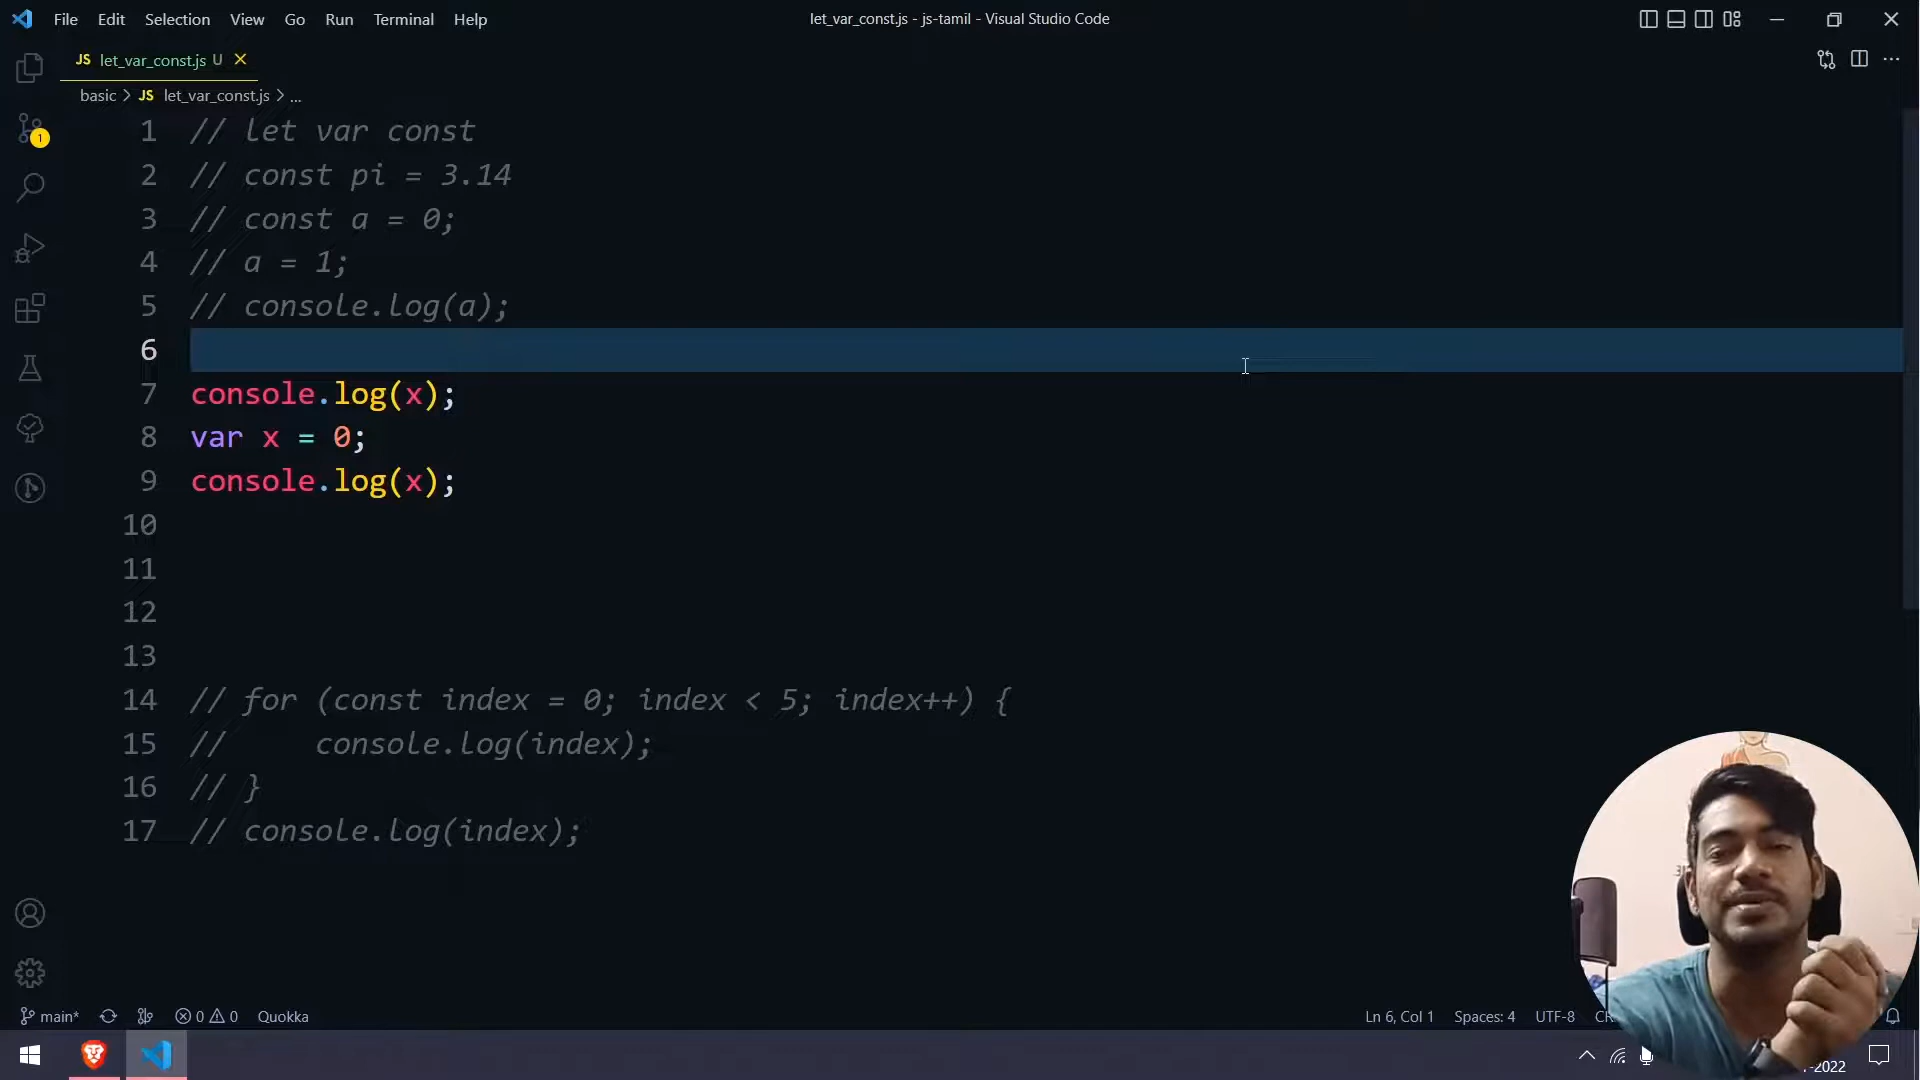 File Edit Selection View Go Run Terminal Help
let_var_const.js - js-tamil - Visual Studio Code
JS let_var_const.js U
basic > JS let_var_const.js > ...
1 // let var const
2 // const pi = 3.14
3 // const a = 0;
4 // a = 1;
5 // console.log(a);
6
7 console.log(x);
8 var x = 0;
9 console.log(x);
10
11
12
13
14 // for (const index = 0; index < 5; index++) {
15 //     console.log(index);
16 // }
17 // console.log(index);
1
main* 0 0 Quokka
Ln 6, Col 1 Spaces: 4 UTF-8
-2022